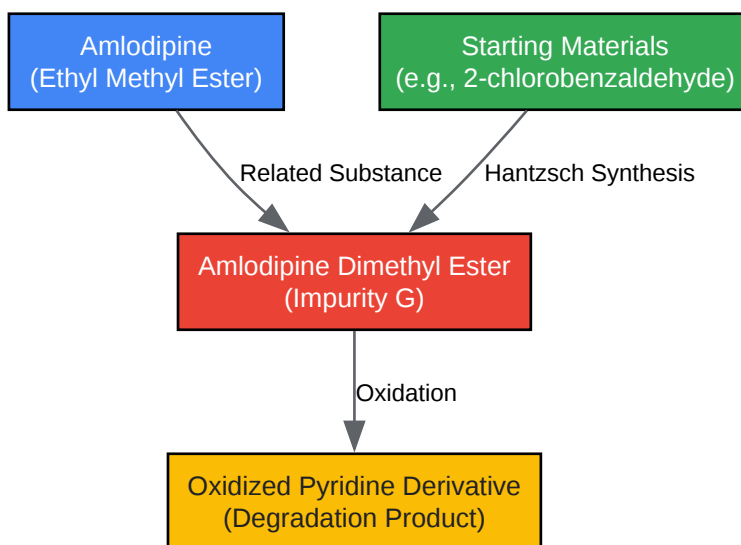 Amlodipine
(Ethyl Methyl Ester)
Starting Materials
(e.g., 2-chlorobenzaldehyde)
Related Substance
Hantzsch Synthesis
Amlodipine Dimethyl Ester
(Impurity G)
Oxidation
Oxidized Pyridine Derivative
(Degradation Product)